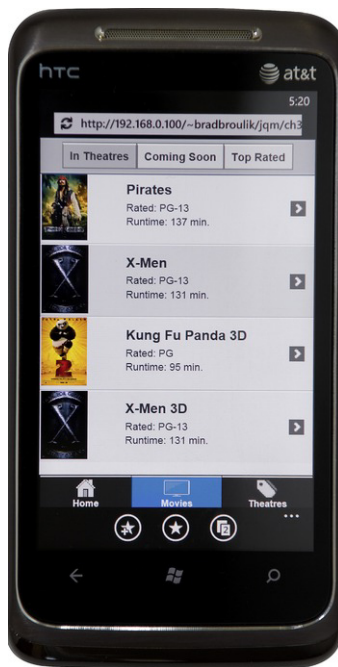 htc
at&t
5:20
http://192.168.0.100/~bradbroulik/jqm/ch3
In Theatres
Coming Soon
Top Rated
Pirates
Rated: PG-13
Runtime: 137 min.
X-Men
Rated: PG-13
Runtime: 131 min.
Kung Fu Panda 3D
Rated: PG
Runtime: 95 min.
2
X-Men 3D
Rated: PG-13
Runtime: 131 min.
Home
Movies
Theatres
2